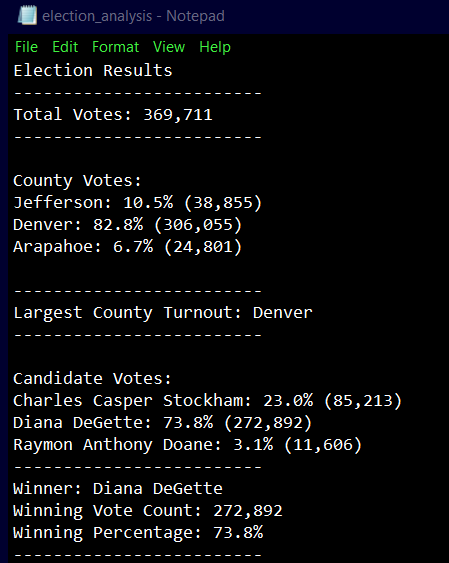 election_analysis - Notepad
File Edit Format View Help
Election Results
-------------------------
Total Votes: 369,711
-------------------------
County Votes:
Jefferson: 10.5% (38,855)
Denver: 82.8% (306,055)
Arapahoe: 6.7% (24,801)
-------------------------
Largest County Turnout: Denver
-------------------------
Candidate Votes:
Charles Casper Stockham: 23.0% (85,213)
Diana DeGette: 73.8% (272,892)
Raymon Anthony Doane: 3.1% (11,606)
-------------------------
Winner: Diana DeGette
Winning Vote Count: 272,892
Winning Percentage: 73.8%
-------------------------